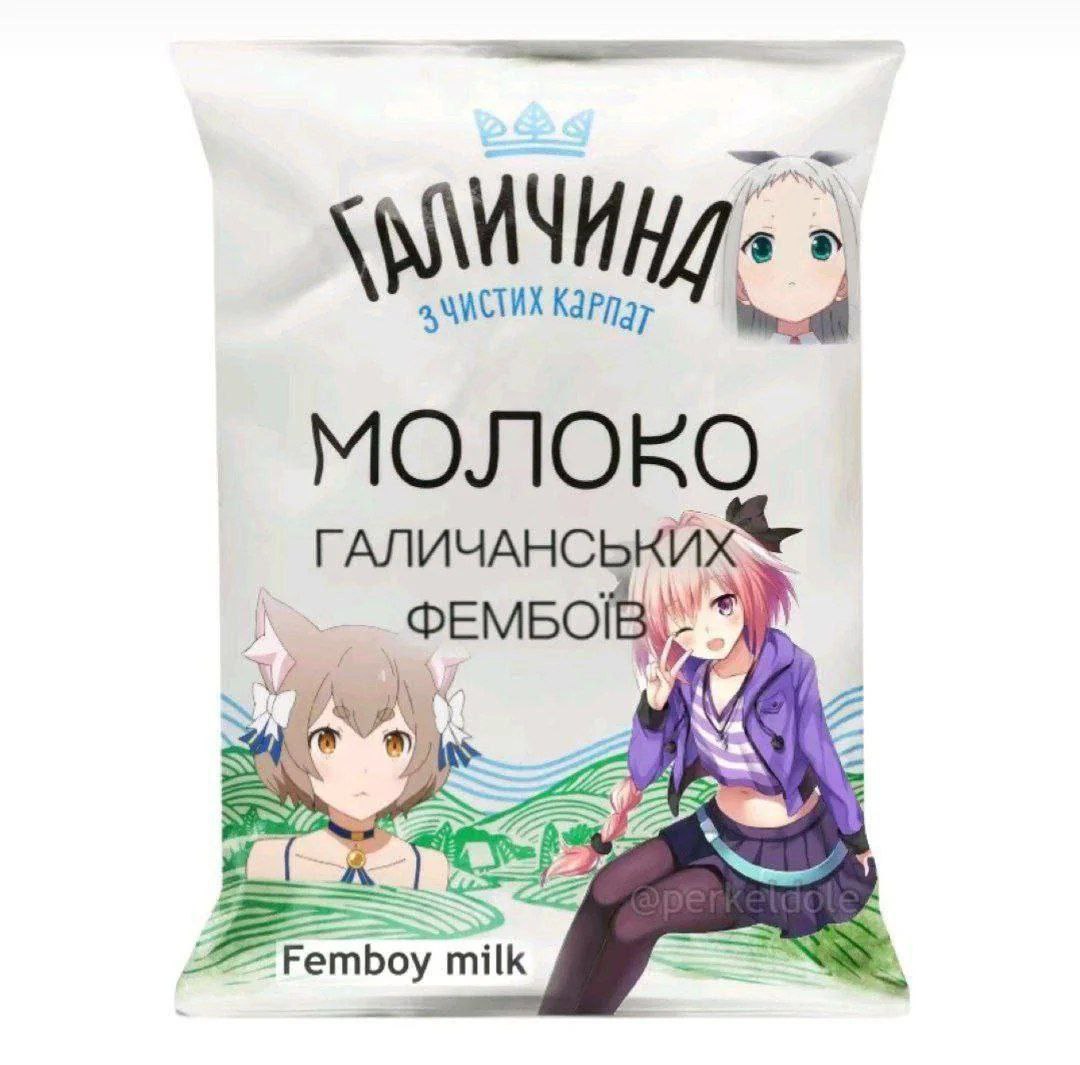 ГАЛИЧИНА
З ЧИСТИХ КАРПАТ
МОЛОКО
ГАЛИЧАНСЬКИХ
ФЕМБОЇВ
@perkeldole
Femboy milk